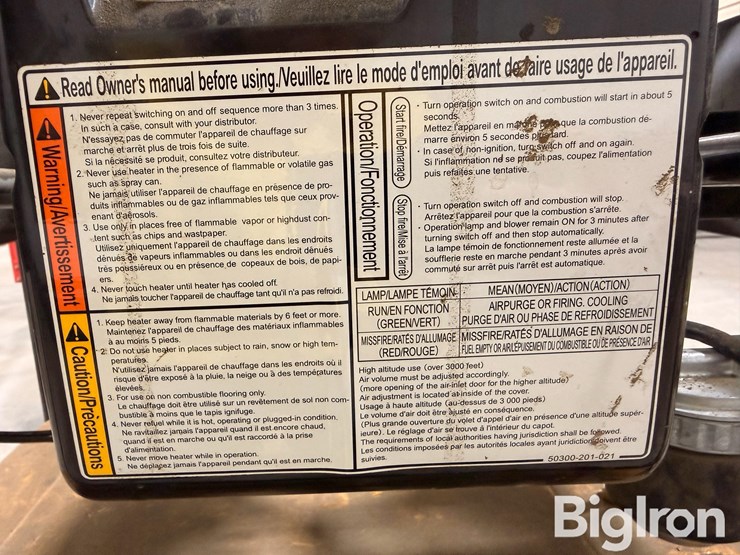 Read Owner's manual before using./Veuillez lire le mode d'emploi avant de faire usage de l'appareil.
Warning/Avertissement
1. Never repeat switching on and off sequence more than 3 times.
In such a case, consult with your distributor.
N'essayez pas de commuter l'appareil de chauffage sur
marche et arrêt plus de trois fois de suite.
Si la nécessité se produit, consultez votre distributeur.
2. Never use heater in the presence of flammable or volatile gas
such as spray can.
Ne jamais utiliser l'appareil de chauffage en présence de pro-
duits inflammables ou de gaz inflammables tels que ceux prov-
enant d'aérosols.
3. Use only in places free of flammable vapor or highdust con-
tent such as chips and wastpaper.
Utilisez uniquement l'appareil de chauffage dans les endroits
dénués de vapeurs inflammables ou dans un endroit dénué
très poussiéreux ou en présence de copeaux de bois, de papi-
ers.
4. Never touch heater until heater has cooled off.
Ne jamais toucher l'appareil de chauffage tant qu'il n'a pas refroidi.
Caution/Précautions
1. Keep heater away from flammable materials by 6 feet or more.
Maintenez l'appareil de chauffage des matériaux inflammables
à au moins 5 pieds.
2. Do not use heater in places subject to rain, snow or high tem-
peratures.
N'utilisez jamais l'appareil de chauffage dans les endroits où il
risque d'être exposé à la pluie, la neige ou à des températures
élevées.
3. For use on non combustible flooring only.
Le chauffage doit être utilisé sur un revêtement de sol non com-
bustible à moins que le tapis ignifuge.
4. Never refuel while it is hot, operating or plugged-in condition.
Ne ravitaillez jamais l'appareil quand il est encore chaud,
quand il est en marche ou qu'il est raccordé à la prise
d'alimentation.
5. Never move heater while in operation.
Ne déplacez jamais l'appareil pendant qu'il est en marche.
Operation/Fonctionnement
Start fire/Démarrage
· Turn operation switch on and combustion will start in about 5
seconds.
Mettez l'appareil en marche que la combustion dé-
marre environ 5 secondes plus tard.
· In case of non-ignition, turn switch off and on again.
Si l'inflammation ne se produit pas, coupez l'alimentation
puis refaites une tentative.
Stop fire/Mise à l'arrêt
· Turn operation switch off and combustion will stop.
Arrêtez l'appareil pour que la combustion s'arrête.
· Operation lamp and blower remain ON for 3 minutes after
turning switch off and then stop automatically.
La lampe témoin de fonctionnement reste allumée et la
soufflerie reste en marche pendant 3 minutes après avoir
commuté sur arrêt puis l'arrêt est automatique.
LAMP/LAMPE TÉMOIN MEAN(MOYEN)/ACTION(ACTION)
RUN/EN FONCTION (GREEN/VERT) AIRPURGE OR FIRING. COOLING
PURGE D'AIR OU PHASE DE REFROIDISSEMENT
MISSFIRE/RATÉS D'ALLUMAGE (RED/ROUGE) MISSFIRE/RATÉS D'ALLUMAGE EN RAISON DE
FUEL EMPTY OR AIR/ÉPUISEMENT DU COMBUSTIBLE OU DE PRÉSENCE D'AIR
High altitude use (over 3000 feet)
Air volume must be adjusted accordingly.
(more opening of the air-inlet door for the higher altitude)
Air adjustment is located at inside of the cover.
Usage à haute altitude (au-dessus de 3 000 pieds)
Le volume d'air doit être ajusté en conséquence.
(Plus grande ouverture du volet d'appel d'air en présence d'une altitude supér-
ieure). Le réglage d'air se trouve à l'intérieur du capot.
The requirements of local authorities having jurisdiction shall be followed.
Les conditions imposées par les autorités locales ayant juridiction doivent être
suivies.
50300-201-021
BigIron